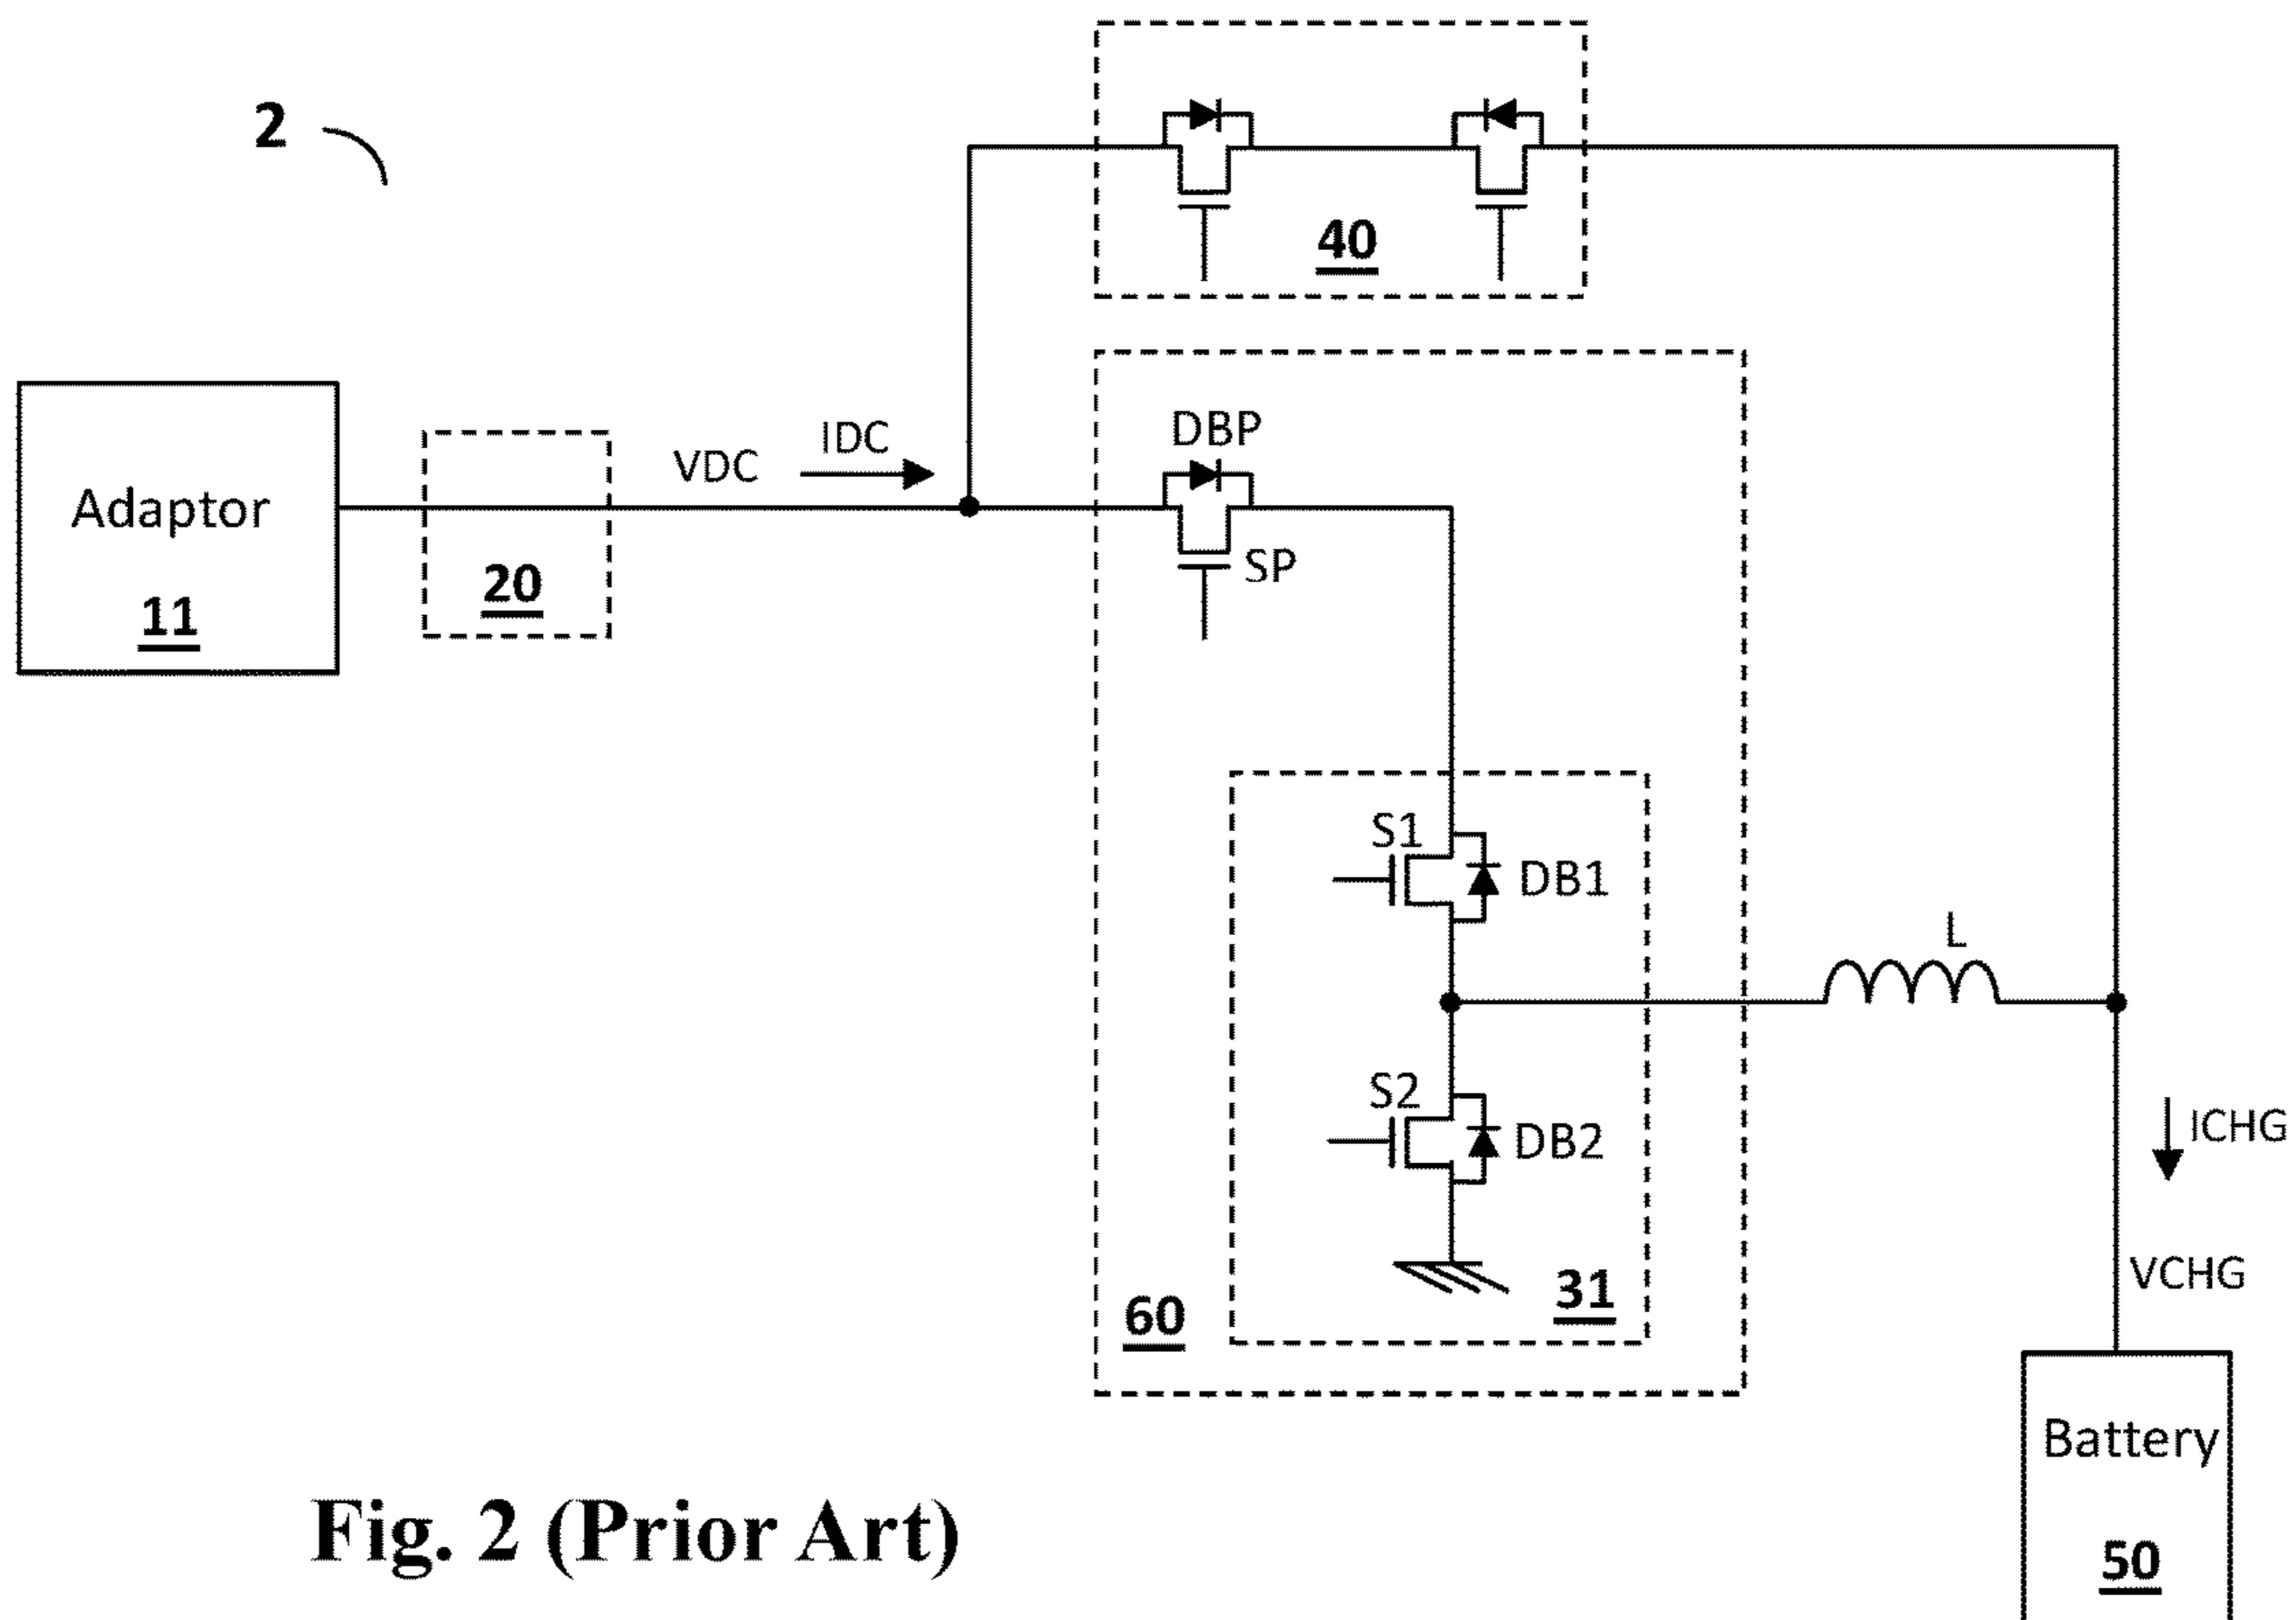 2
40
DBP
IDC
VDC
Adaptor
SP
20
11
S1
DB1
L
S2
DB2
ICHG
VCHG
31
60
Battery
50
Fig. 2 (Prior Art)